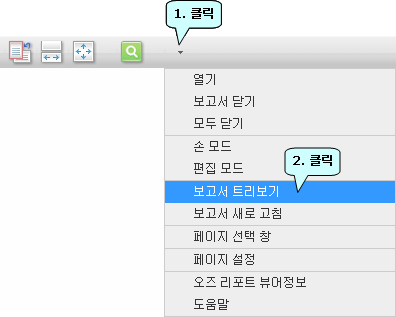 1. 클릭
열기
보고서 닫기
모두 닫기
손 모드
편집 모드
2. 클릭
보고서 트리보기
보고서 새로 고침
페이지 선택 창
페이지 설정
오즈 리포트 뷰어정보
도움말